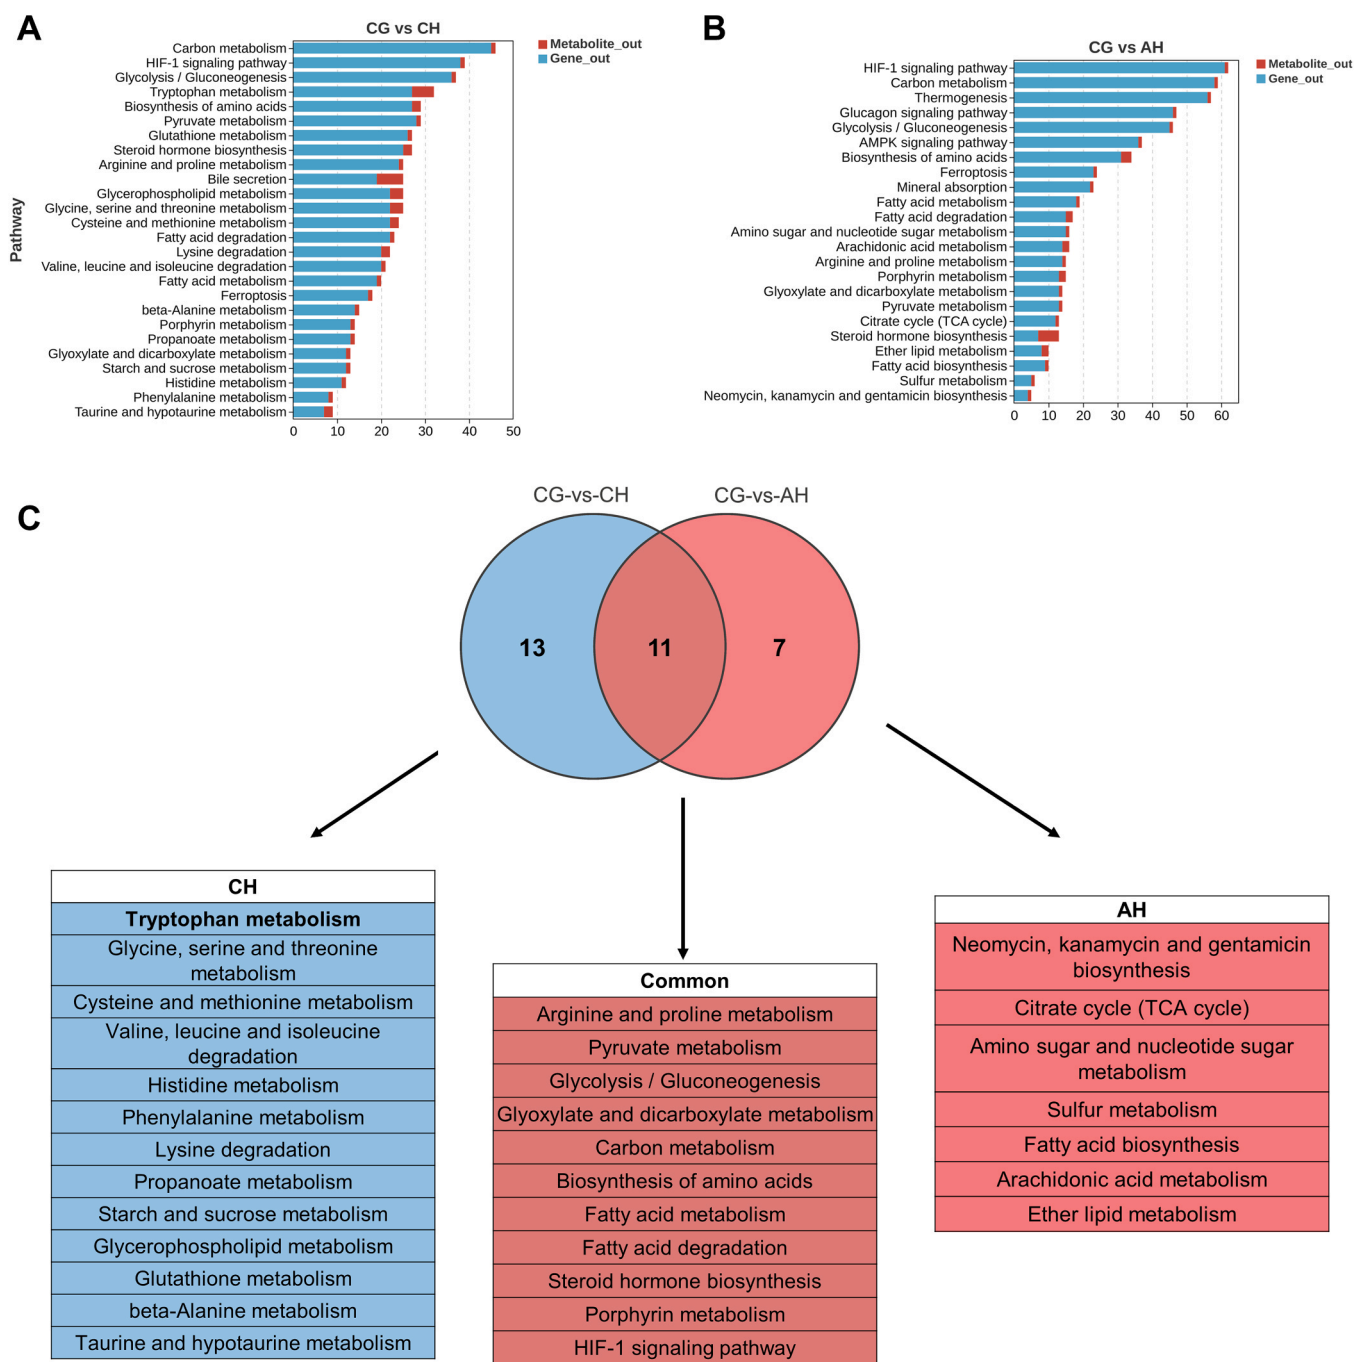 A
CG vs CH
Metabolite_out
Gene_out
Pathway
Carbon metabolism
HIF-1 signaling pathway
Glycolysis / Gluconeogenesis
Tryptophan metabolism
Biosynthesis of amino acids
Pyruvate metabolism
Glutathione metabolism
Steroid hormone biosynthesis
Arginine and proline metabolism
Bile secretion
Glycerophospholipid metabolism
Glycine, serine and threonine metabolism
Cysteine and methionine metabolism
Fatty acid degradation
Lysine degradation
Valine, leucine and isoleucine degradation
Fatty acid metabolism
Ferroptosis
beta-Alanine metabolism
Porphyrin metabolism
Propanoate metabolism
Glyoxylate and dicarboxylate metabolism
Starch and sucrose metabolism
Histidine metabolism
Phenylalanine metabolism
Taurine and hypotaurine metabolism
0 10 20 30 40 50
B
CG vs AH
Metabolite_out
Gene_out
HIF-1 signaling pathway
Carbon metabolism
Thermogenesis
Glucagon signaling pathway
Glycolysis / Gluconeogenesis
AMPK signaling pathway
Biosynthesis of amino acids
Ferroptosis
Mineral absorption
Fatty acid metabolism
Fatty acid degradation
Amino sugar and nucleotide sugar metabolism
Arachidonic acid metabolism
Arginine and proline metabolism
Porphyrin metabolism
Glyoxylate and dicarboxylate metabolism
Pyruvate metabolism
Citrate cycle (TCA cycle)
Steroid hormone biosynthesis
Ether lipid metabolism
Fatty acid biosynthesis
Sulfur metabolism
Neomycin, kanamycin and gentamicin biosynthesis
0 10 20 30 40 50 60
C
CG-vs-CH
CG-vs-AH
13
11
7
CH
Tryptophan metabolism
Glycine, serine and threonine
metabolism
Cysteine and methionine metabolism
Valine, leucine and isoleucine
degradation
Histidine metabolism
Phenylalanine metabolism
Lysine degradation
Propanoate metabolism
Starch and sucrose metabolism
Glycerophospholipid metabolism
Glutathione metabolism
beta-Alanine metabolism
Taurine and hypotaurine metabolism
Common
Arginine and proline metabolism
Pyruvate metabolism
Glycolysis / Gluconeogenesis
Glyoxylate and dicarboxylate metabolism
Carbon metabolism
Biosynthesis of amino acids
Fatty acid metabolism
Fatty acid degradation
Steroid hormone biosynthesis
Porphyrin metabolism
HIF-1 signaling pathway
AH
Neomycin, kanamycin and gentamicin
biosynthesis
Citrate cycle (TCA cycle)
Amino sugar and nucleotide sugar
metabolism
Sulfur metabolism
Fatty acid biosynthesis
Arachidonic acid metabolism
Ether lipid metabolism